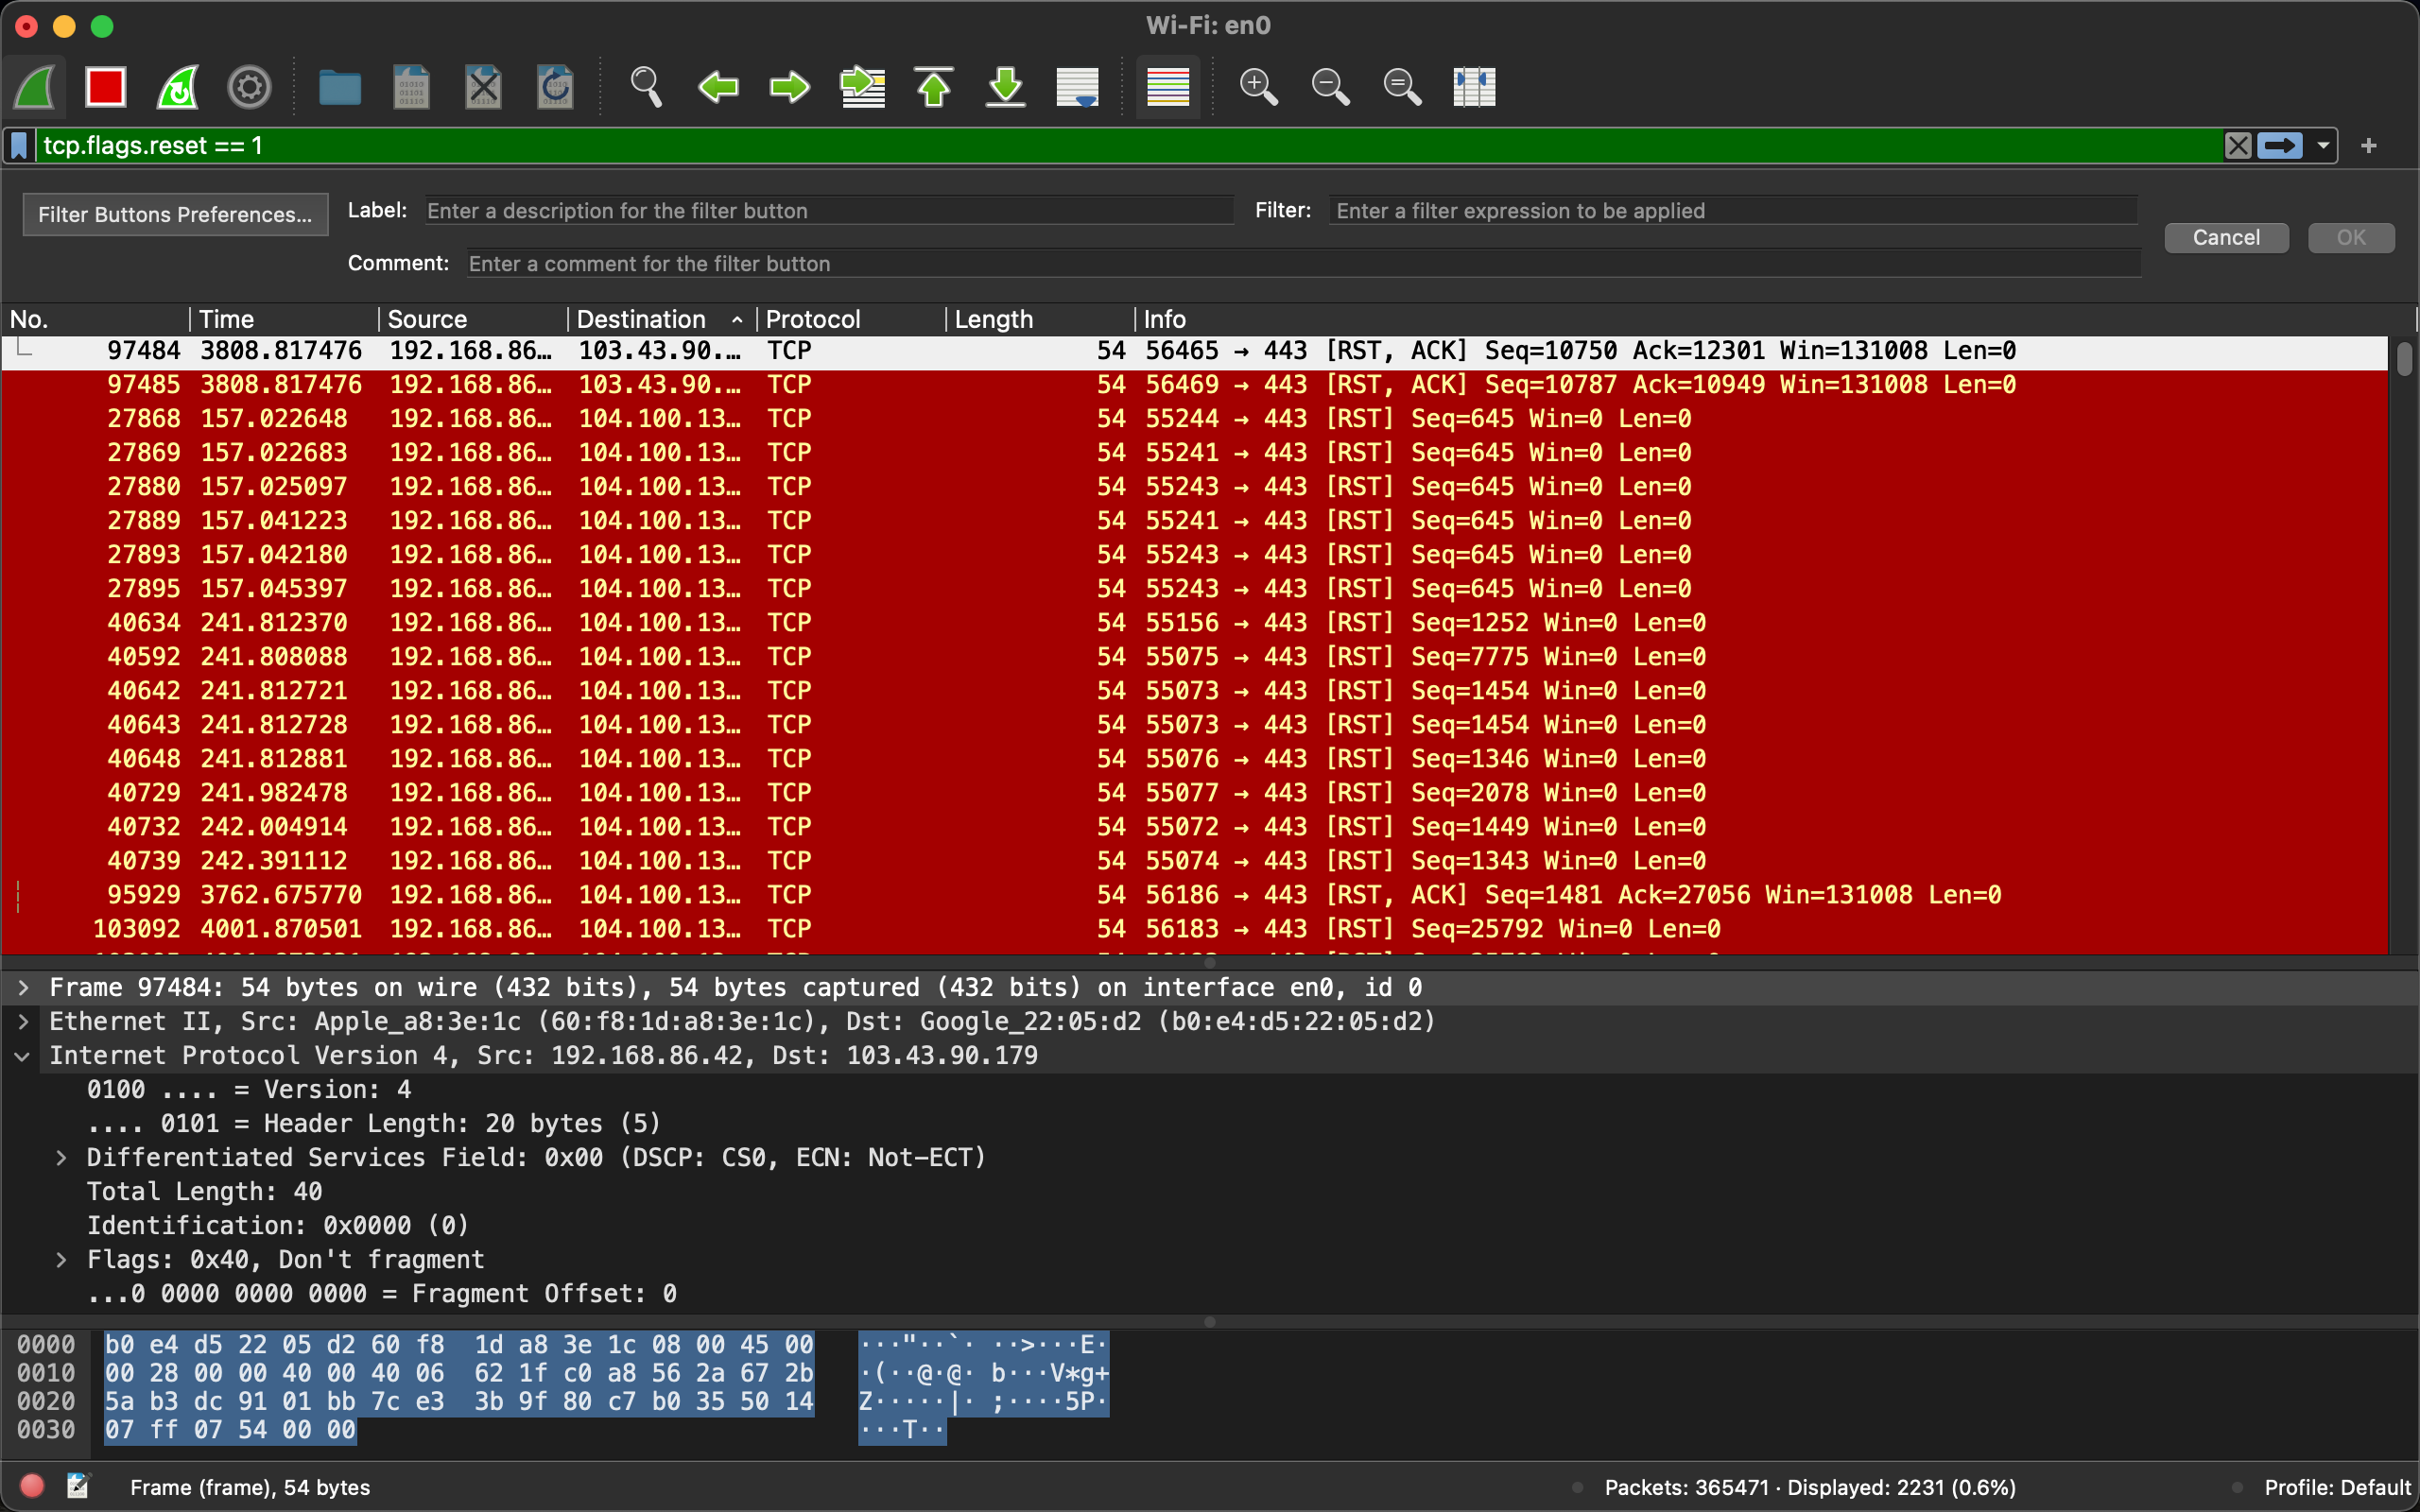 Wi-Fi: en0
tcp.flags.reset == 1
Filter Buttons Preferences... Label: Enter a description for the filter button Filter: Enter a filter expression to be applied
Cancel OK
Comment: Enter a comment for the filter button
No. Time Source Destination Protocol Length Info
97484 3808.817476 192.168.86… 103.43.90.… TCP 54 56465 → 443 [RST, ACK] Seq=10750 Ack=12301 Win=131008 Len=0
97485 3808.817476 192.168.86… 103.43.90.… TCP 54 56469 → 443 [RST, ACK] Seq=10787 Ack=10949 Win=131008 Len=0
27868 157.022648 192.168.86… 104.100.13… TCP 54 55244 → 443 [RST] Seq=645 Win=0 Len=0
27869 157.022683 192.168.86… 104.100.13… TCP 54 55241 → 443 [RST] Seq=645 Win=0 Len=0
27880 157.025097 192.168.86… 104.100.13… TCP 54 55243 → 443 [RST] Seq=645 Win=0 Len=0
27889 157.041223 192.168.86… 104.100.13… TCP 54 55241 → 443 [RST] Seq=645 Win=0 Len=0
27893 157.042180 192.168.86… 104.100.13… TCP 54 55243 → 443 [RST] Seq=645 Win=0 Len=0
27895 157.045397 192.168.86… 104.100.13… TCP 54 55243 → 443 [RST] Seq=645 Win=0 Len=0
40634 241.812370 192.168.86… 104.100.13… TCP 54 55156 → 443 [RST] Seq=1252 Win=0 Len=0
40592 241.808088 192.168.86… 104.100.13… TCP 54 55075 → 443 [RST] Seq=7775 Win=0 Len=0
40642 241.812721 192.168.86… 104.100.13… TCP 54 55073 → 443 [RST] Seq=1454 Win=0 Len=0
40643 241.812728 192.168.86… 104.100.13… TCP 54 55073 → 443 [RST] Seq=1454 Win=0 Len=0
40648 241.812881 192.168.86… 104.100.13… TCP 54 55076 → 443 [RST] Seq=1346 Win=0 Len=0
40729 241.982478 192.168.86… 104.100.13… TCP 54 55077 → 443 [RST] Seq=2078 Win=0 Len=0
40732 242.004914 192.168.86… 104.100.13… TCP 54 55072 → 443 [RST] Seq=1449 Win=0 Len=0
40739 242.391112 192.168.86… 104.100.13… TCP 54 55074 → 443 [RST] Seq=1343 Win=0 Len=0
95929 3762.675770 192.168.86… 104.100.13… TCP 54 56186 → 443 [RST, ACK] Seq=1481 Ack=27056 Win=131008 Len=0
103092 4001.870501 192.168.86… 104.100.13… TCP 54 56183 → 443 [RST] Seq=25792 Win=0 Len=0
Frame 97484: 54 bytes on wire (432 bits), 54 bytes captured (432 bits) on interface en0, id 0
Ethernet II, Src: Apple_a8:3e:1c (60:f8:1d:a8:3e:1c), Dst: Google_22:05:d2 (b0:e4:d5:22:05:d2)
Internet Protocol Version 4, Src: 192.168.86.42, Dst: 103.43.90.179
0100 .... = Version: 4
.... 0101 = Header Length: 20 bytes (5)
Differentiated Services Field: 0x00 (DSCP: CS0, ECN: Not-ECT)
Total Length: 40
Identification: 0x0000 (0)
Flags: 0x40, Don't fragment
...0 0000 0000 0000 = Fragment Offset: 0
0000 b0 e4 d5 22 05 d2 60 f8 1d a8 3e 1c 08 00 45 00 ···"··`· ··>···E·
0010 00 28 00 00 40 00 40 06 62 1f c0 a8 56 2a 67 2b ·(··@·@· b···V*g+
0020 5a b3 dc 91 01 bb 7c e3 3b 9f 80 c7 b0 35 50 14 Z·····|· ;····5P·
0030 07 ff 07 54 00 00 ···T··
Frame (frame), 54 bytes Packets: 365471 · Displayed: 2231 (0.6%) Profile: Default